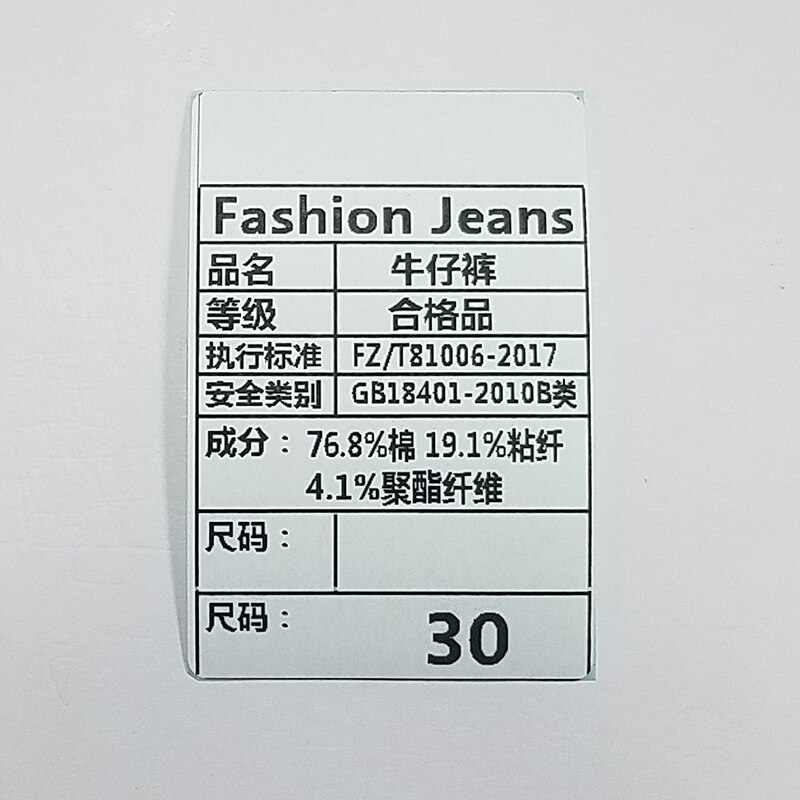 Fashion Jeans
品名 牛仔裤
等级 合格品
执行标准 FZ/T81006-2017
安全类别 GB18401-2010B类
成分： 76.8%棉 19.1%粘纤
4.1%聚酯纤维
尺码：
尺码： 30